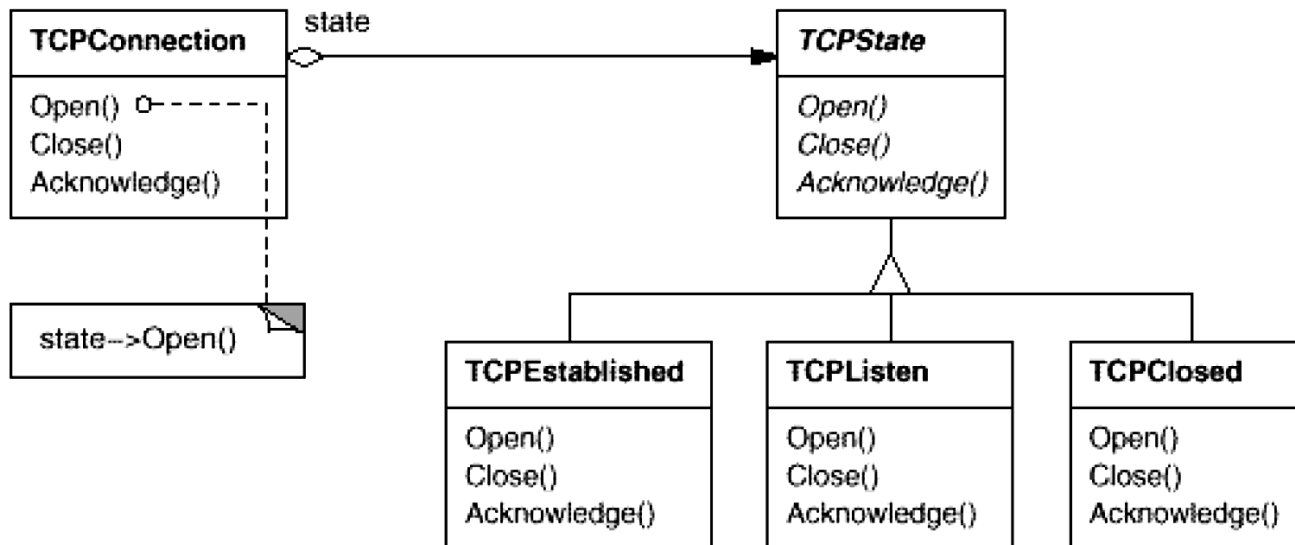 state
TCPConnection
Open()
Close()
Acknowledge()
state-->Open()
TCPState
Open()
Close()
Acknowledge()
TCPEstablished
Open()
Close()
Acknowledge()
TCPListen
Open()
Close()
Acknowledge()
TCPClosed
Open()
Close()
Acknowledge()